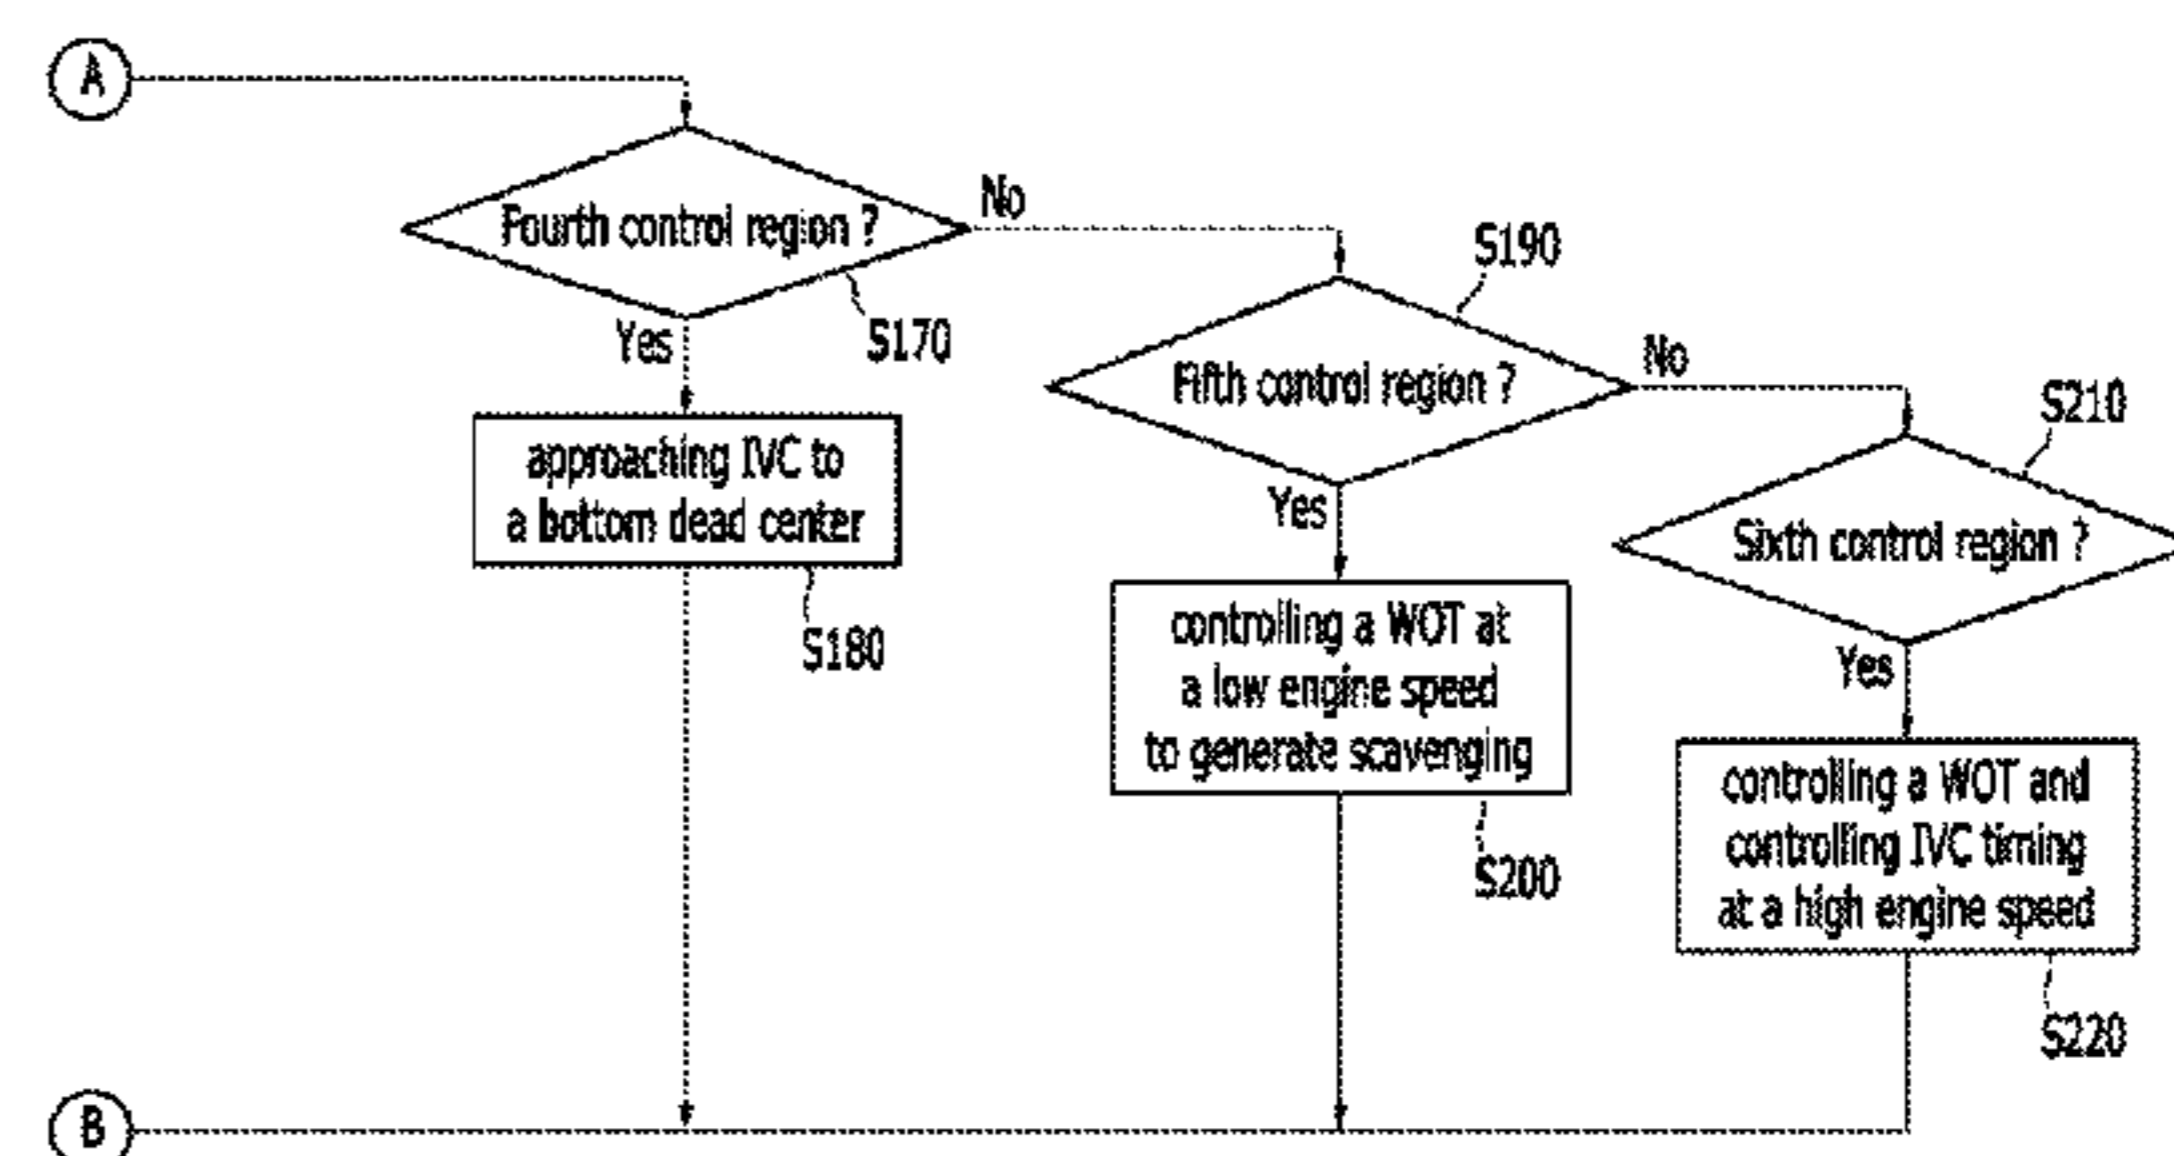 A
Fourth control region ?
No
S170
Yes
approaching IVC to
a bottom dead center
S180
S190
Fifth control region ?
No
Yes
controlling a WOT at
a low engine speed
to generate scavenging
S200
S210
Sixth control region ?
Yes
controlling a WOT and
controlling IVC timing
at a high engine speed
S220
B